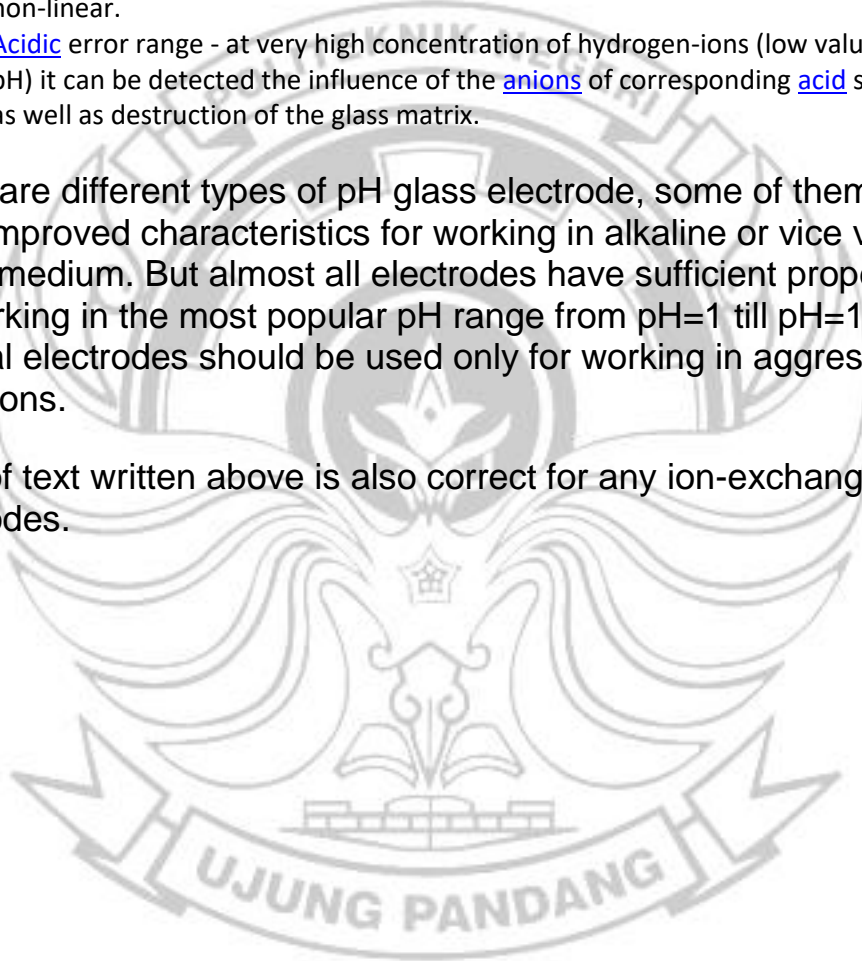 non-linear.
Acidic error range - at very high concentration of hydrogen-ions (low valu
pH) it can be detected the influence of the anions of corresponding acid s
as well as destruction of the glass matrix.
are different types of pH glass electrode, some of them
mproved characteristics for working in alkaline or vice v
medium. But almost all electrodes have sufficient prope
rking in the most popular pH range from pH=1 till pH=1
al electrodes should be used only for working in aggres
ons.
of text written above is also correct for any ion-exchang
odes.
POLITEKNIK NEGERI
UJUNG PANDANG